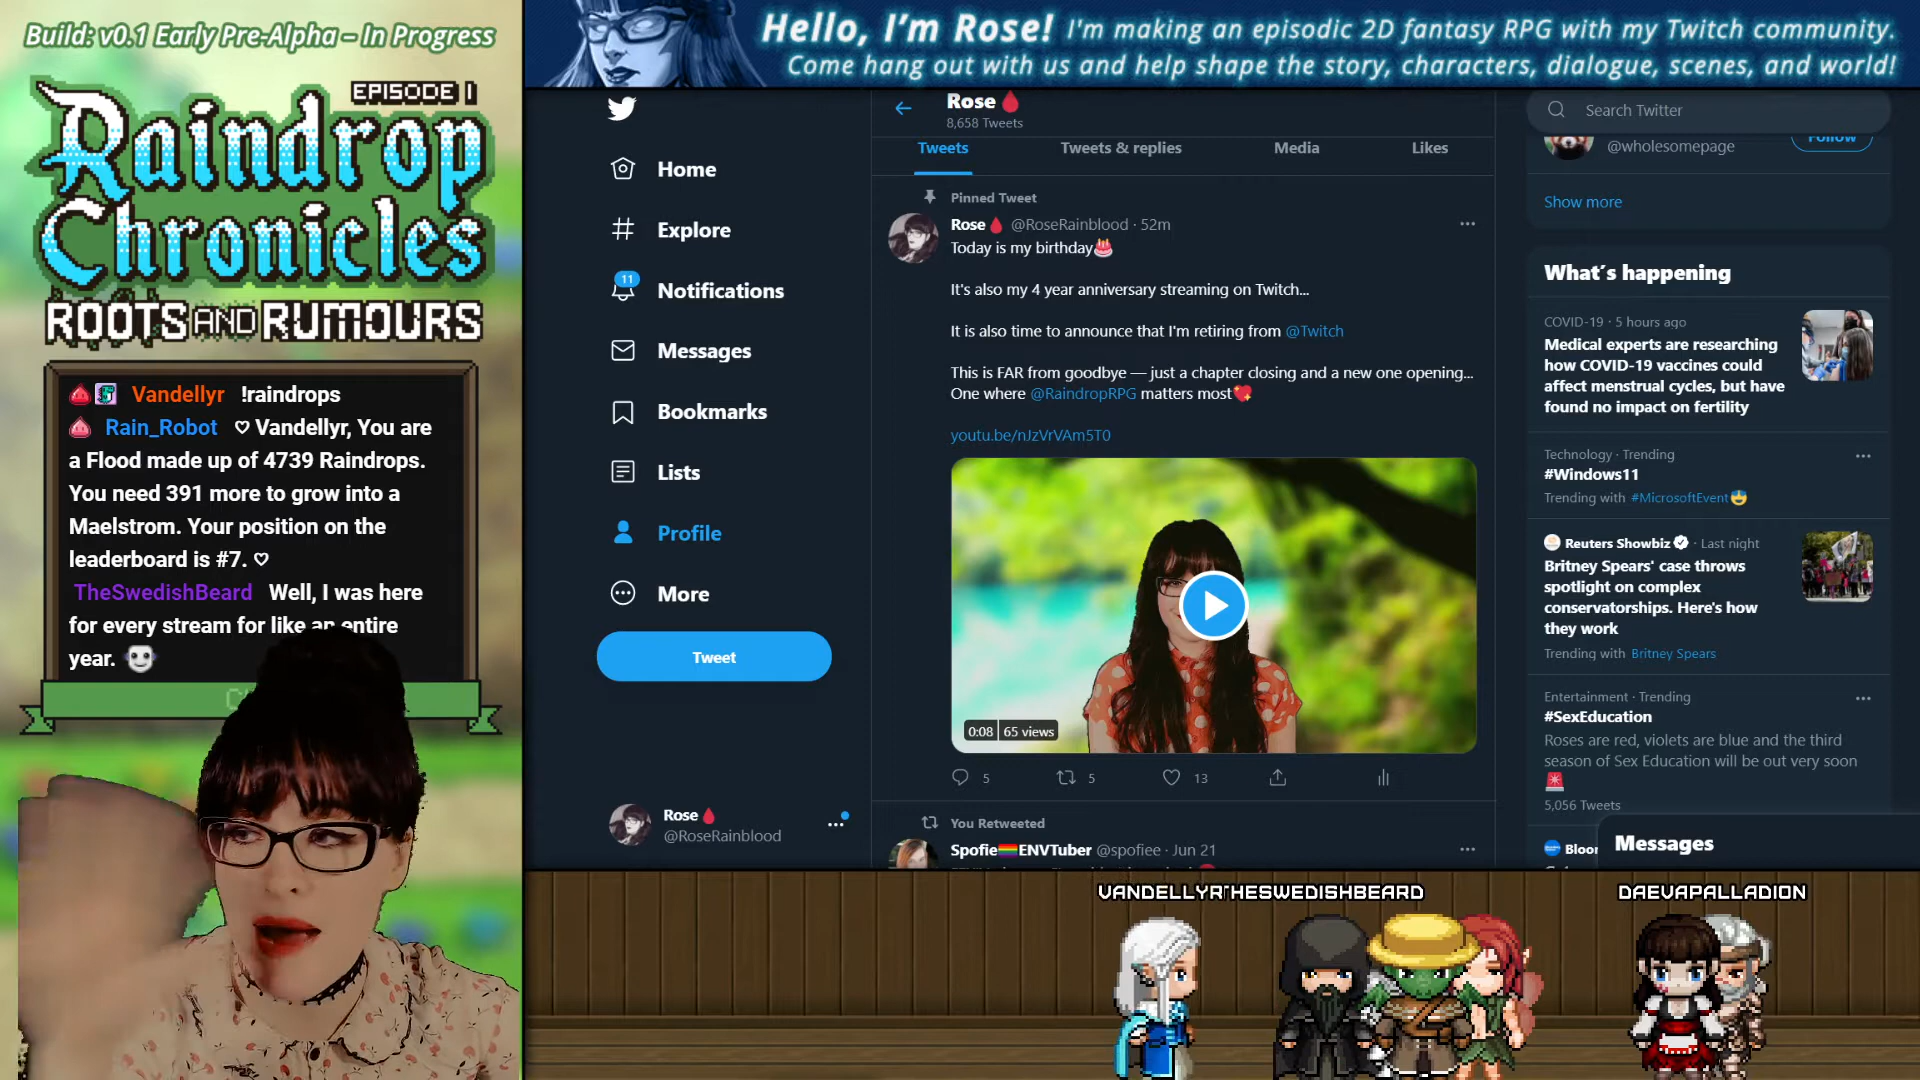 Build: v0.1 Early Pre-Alpha – In Progress
EPISODE I
Raindrop
Chronicles
ROOTS AND RUMOURS
Vandellyr !raindrops
Rain_Robot ♡ Vandellyr, You are
a Flood made up of 4739 Raindrops.
You need 391 more to grow into a
Maelstrom. Your position on the
leaderboard is #7. ♡
TheSwedishBeard Well, I was here
for every stream for like an entire
year.
Hello, I'm Rose! I'm making an episodic 2D fantasy RPG with my Twitch community.
Come hang out with us and help shape the story, characters, dialogue, scenes, and world!
Home
Explore
11
Notifications
Messages
Bookmarks
Lists
Profile
More
Tweet
Rose🩸
@RoseRainblood
Rose🩸
8,658 Tweets
Tweets
Tweets & replies
Media
Likes
Pinned Tweet
Rose🩸 @RoseRainblood · 52m
Today is my birthday🎂
It's also my 4 year anniversary streaming on Twitch...
It is also time to announce that I'm retiring from @Twitch
This is FAR from goodbye — just a chapter closing and a new one opening...
One where @RaindropRPG matters most💖
youtu.be/nJzVrVAm5T0
0:08 65 views
5
5
13
You Retweeted
Spofie🏳️‍🌈ENVTuber @spofiee · Jun 21
Search Twitter
@wholesomepage
Follow
Show more
What's happening
COVID-19 · 5 hours ago
Medical experts are researching
how COVID-19 vaccines could
affect menstrual cycles, but have
found no impact on fertility
Technology · Trending
#Windows11
Trending with #MicrosoftEvent
Reuters Showbiz · Last night
Britney Spears' case throws
spotlight on complex
conservatorships. Here's how
they work
Trending with Britney Spears
Entertainment · Trending
#SexEducation
Roses are red, violets are blue and the third
season of Sex Education will be out very soon
🚨
5,056 Tweets
Bloor
Messages
VANDELLYR
THESWEDISHBEARD
DAEVAPALLADION